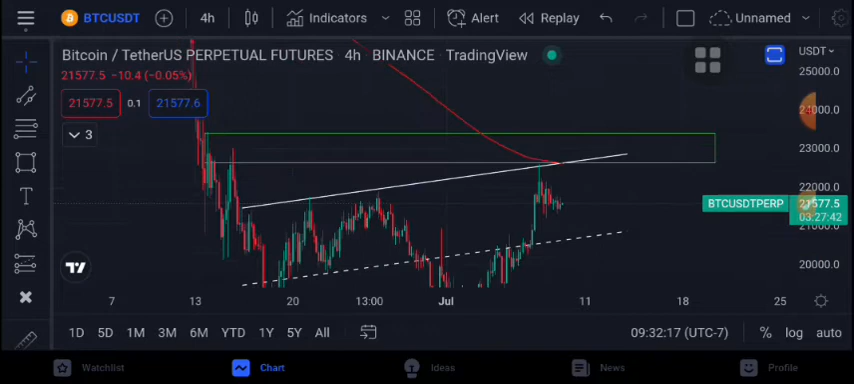 BTCUSDT 4h Indicators Alert Replay Unnamed
Bitcoin / TetherUS PERPETUAL FUTURES · 4h · BINANCE · TradingView
USDT
21577.5 −10.4 (−0.05%)
25000.0
21577.5 0.1 21577.6
24000.0
3
23000.0
22000.0
BTCUSDTPERP 21577.5
03:27:42
21000.0
T
20000.0
7 13 20 13:00 Jul 11 18 25
1D 5D 1M 3M 6M YTD 1Y 5Y All 09:32:17 (UTC-7) % log auto
Watchlist Chart Ideas News Profile